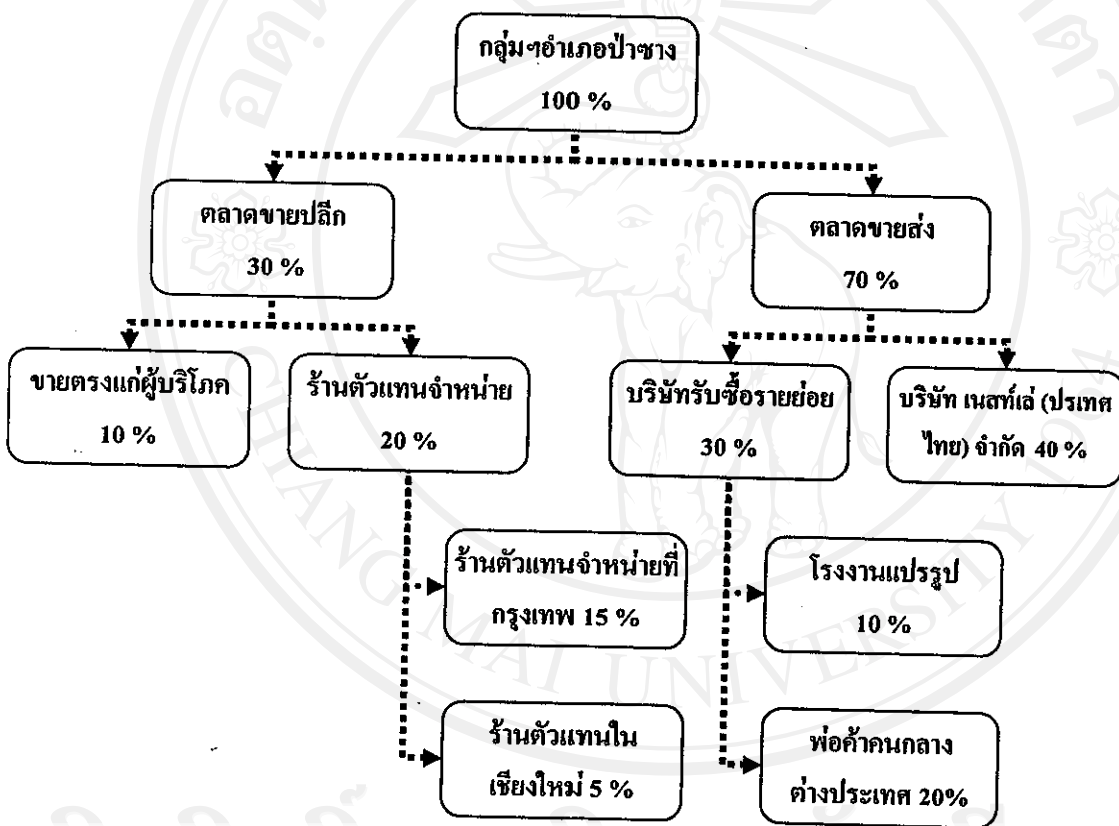 กลุ่มฯอำเภอป่าซาง
100 %
ตลาดขายปลีก
30 %
ตลาดขายส่ง
70 %
ขายตรงแก่ผู้บริโภค
10 %
ร้านตัวแทนจำหน่าย
20 %
บริษัทรับซื้อรายย่อย
30 %
บริษัท เนสท์เล่ (ปรเทศ
ไทย) จำกัด 40 %
ร้านตัวแทนจำหน่ายที่
กรุงเทพ 15 %
โรงงานแปรรูป
10 %
ร้านตัวแทนใน
เชียงใหม่ 5 %
พ่อค้าคนกลาง
ต่างประเทศ 20%
CHIANG MAI UNIVERSITY 1964